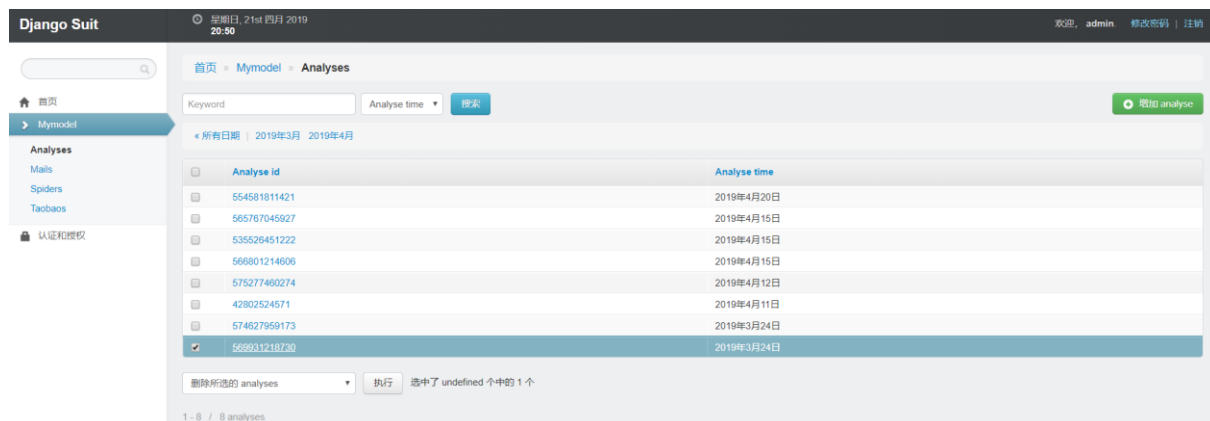 Django Suit
星期日, 21st 四月 2019
20:50
欢迎, admin. 修改密码 | 注销
首页
Mymodel
Analyses
Mails
Spiders
Taobaos
认证和授权
首页 » Mymodel » Analyses
Keyword Analyse time 搜索 增加 analyse
« 所有日期 | 2019年3月 2019年4月
Analyse id Analyse time
554581811421 2019年4月20日
565767045927 2019年4月15日
535526451222 2019年4月15日
566801214606 2019年4月15日
575277460274 2019年4月12日
42802524571 2019年4月11日
574627959173 2019年3月24日
569931218730 2019年3月24日
删除所选的 analyses 执行 选中了 undefined 个中的 1 个
1 - 8 / 8 analyses